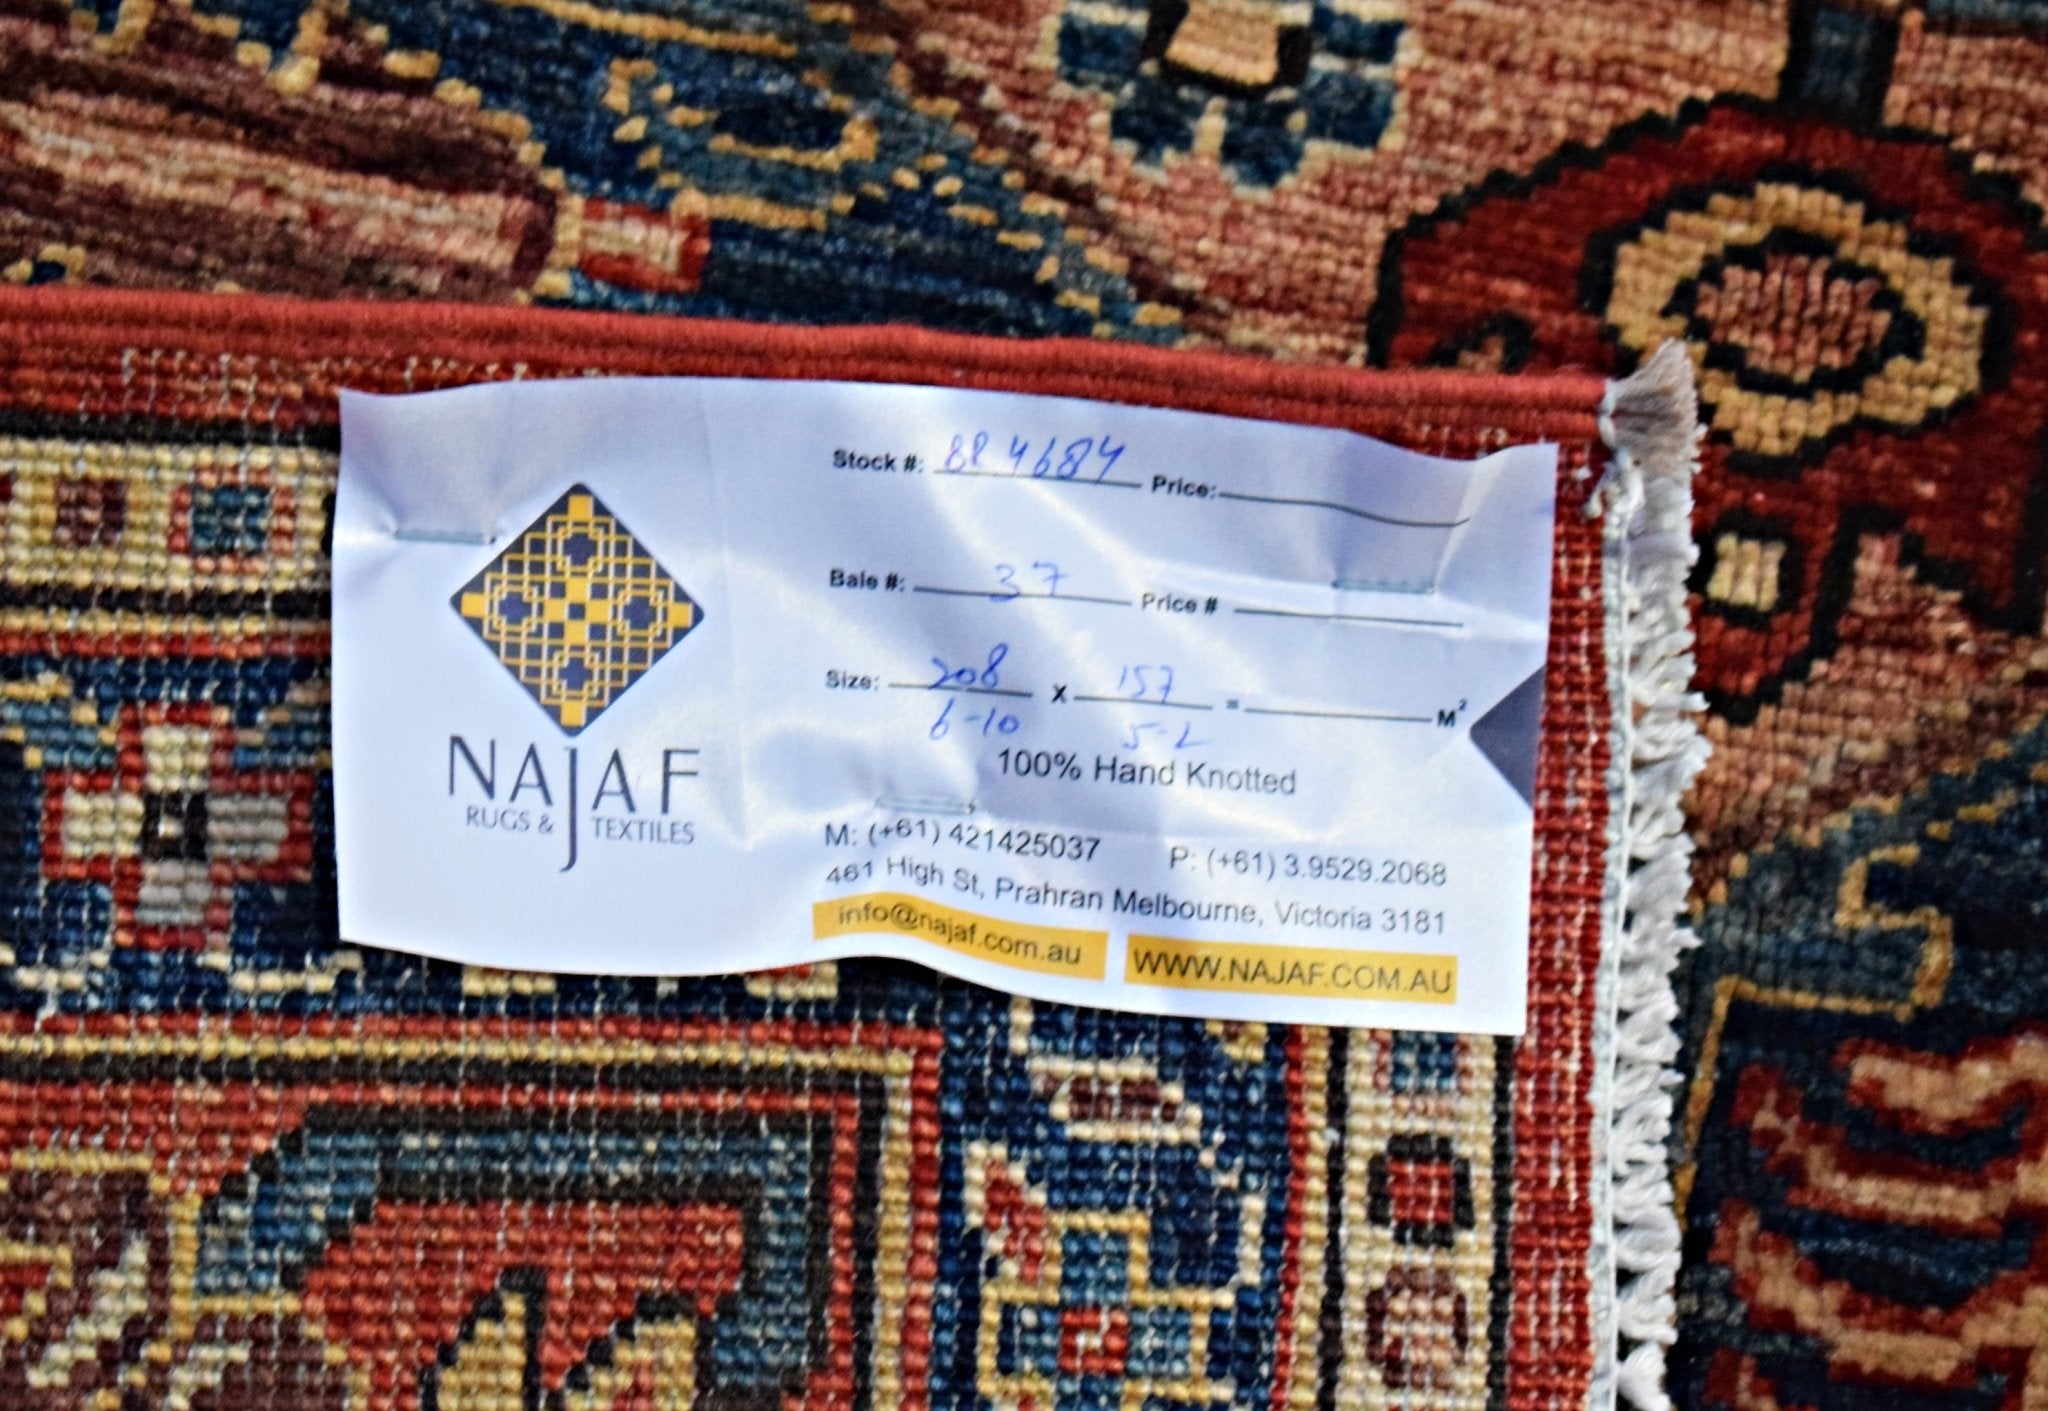 NAJAF
RUGS & TEXTILES
Stock #: 884684 Price:
Bale #: 37 Price #
Size: 208 X 157 = M²
6-10 5-2
100% Hand Knotted
M: (+61) 421425037 P: (+61) 3.9529.2068
461 High St, Prahran Melbourne, Victoria 3181
info@najaf.com.au WWW.NAJAF.COM.AU